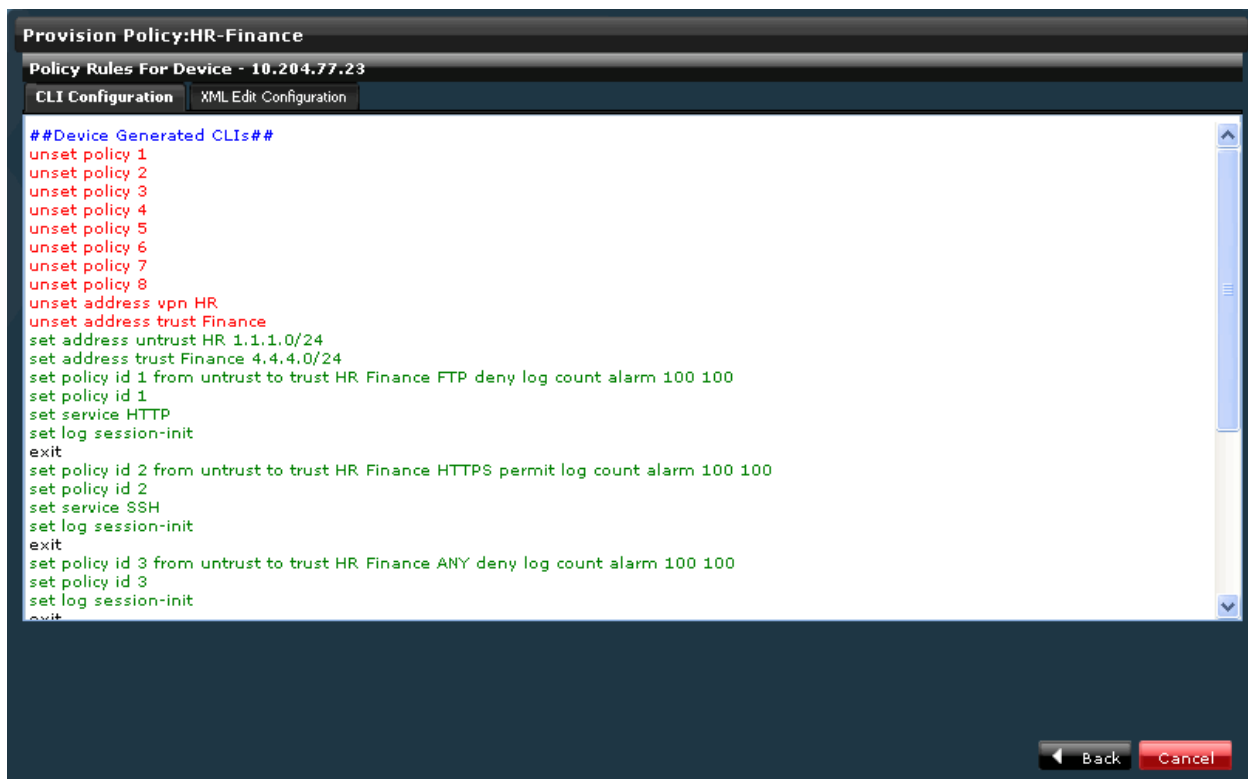 Provision Policy:HR-Finance
Policy Rules For Device - 10.204.77.23
CLI Configuration XML Edit Configuration
##Device Generated CLIs##
unset policy 1
unset policy 2
unset policy 3
unset policy 4
unset policy 5
unset policy 6
unset policy 7
unset policy 8
unset address vpn HR
unset address trust Finance
set address untrust HR 1.1.1.0/24
set address trust Finance 4.4.4.0/24
set policy id 1 from untrust to trust HR Finance FTP deny log count alarm 100 100
set policy id 1
set service HTTP
set log session-init
exit
set policy id 2 from untrust to trust HR Finance HTTPS permit log count alarm 100 100
set policy id 2
set service SSH
set log session-init
exit
set policy id 3 from untrust to trust HR Finance ANY deny log count alarm 100 100
set policy id 3
set log session-init
exit
Back Cancel